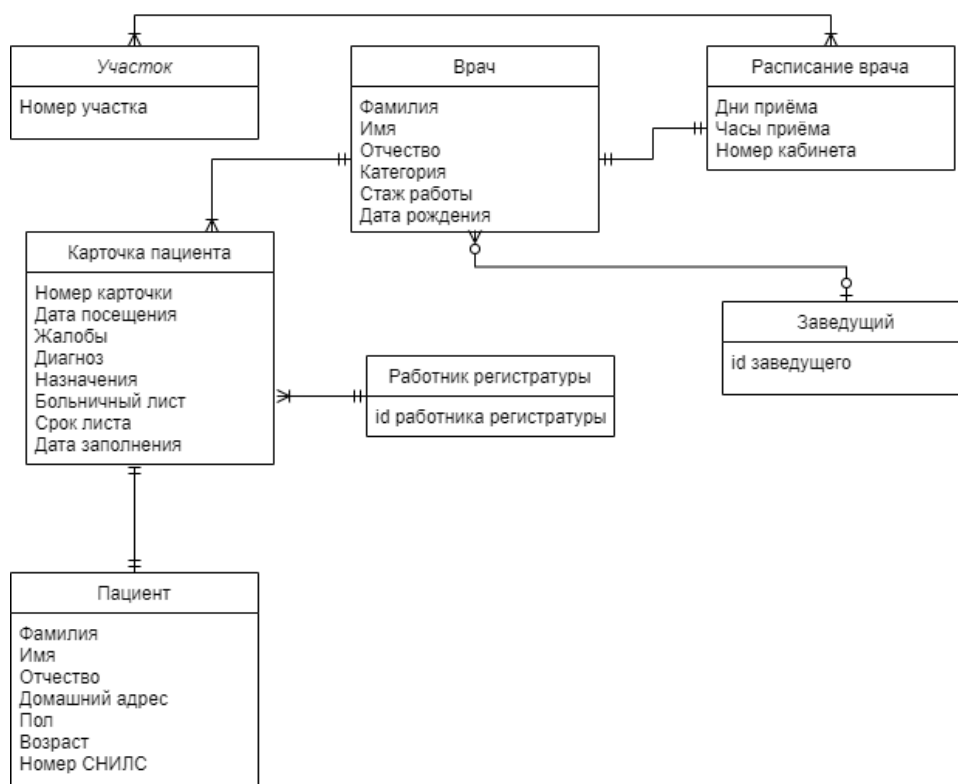 Участок
Номер участка
Врач
Фамилия
Имя
Отчество
Категория
Стаж работы
Дата рождения
Расписание врача
Дни приёма
Часы приёма
Номер кабинета
Карточка пациента
Номер карточки
Дата посещения
Жалобы
Диагноз
Назначения
Больничный лист
Срок листа
Дата заполнения
Заведущий
id заведущего
Работник регистратуры
id работника регистратуры
Пациент
Фамилия
Имя
Отчество
Домашний адрес
Пол
Возраст
Номер СНИЛС